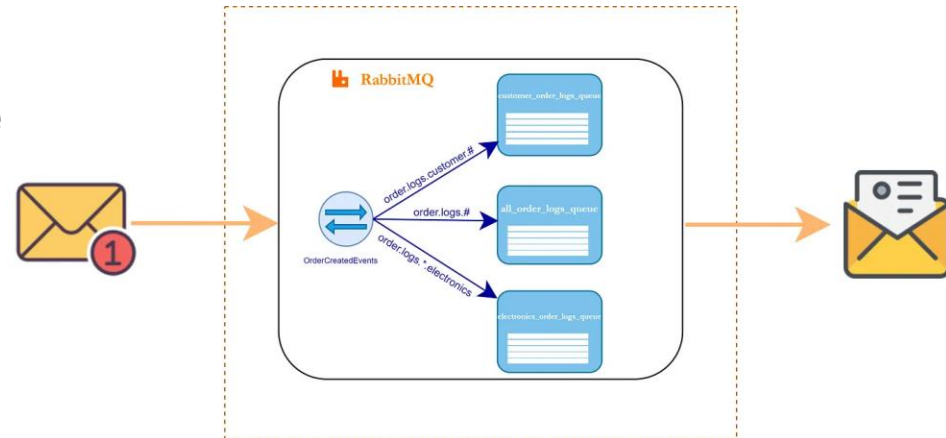 RabbitMQ
customer_order_logs_queue
order.logs.customer.#
order.logs.#
all_order_logs_queue
order.logs.*.electronics
OrderCreatedEvents
electronics_order_logs_queue
1